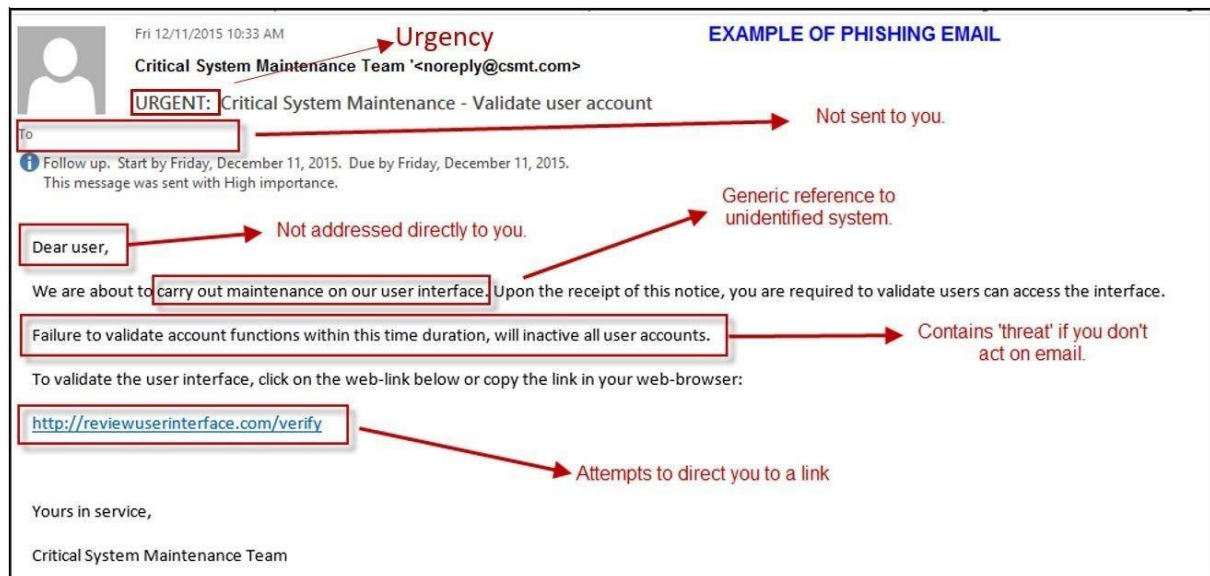 Fri 12/11/2015 10:33 AM
Urgency
EXAMPLE OF PHISHING EMAIL
Critical System Maintenance Team '<noreply@csmt.com>
URGENT: Critical System Maintenance - Validate user account
Not sent to you.
To
Follow up. Start by Friday, December 11, 2015. Due by Friday, December 11, 2015.
This message was sent with High importance.
Generic reference to
unidentified system.
Not addressed directly to you.
Dear user,
We are about to carry out maintenance on our user interface. Upon the receipt of this notice, you are required to validate users can access the interface.
Failure to validate account functions within this time duration, will inactive all user accounts.
Contains 'threat' if you don't
act on email.
To validate the user interface, click on the web-link below or copy the link in your web-browser:
http://reviewuserinterface.com/verify
Attempts to direct you to a link
Yours in service,
Critical System Maintenance Team